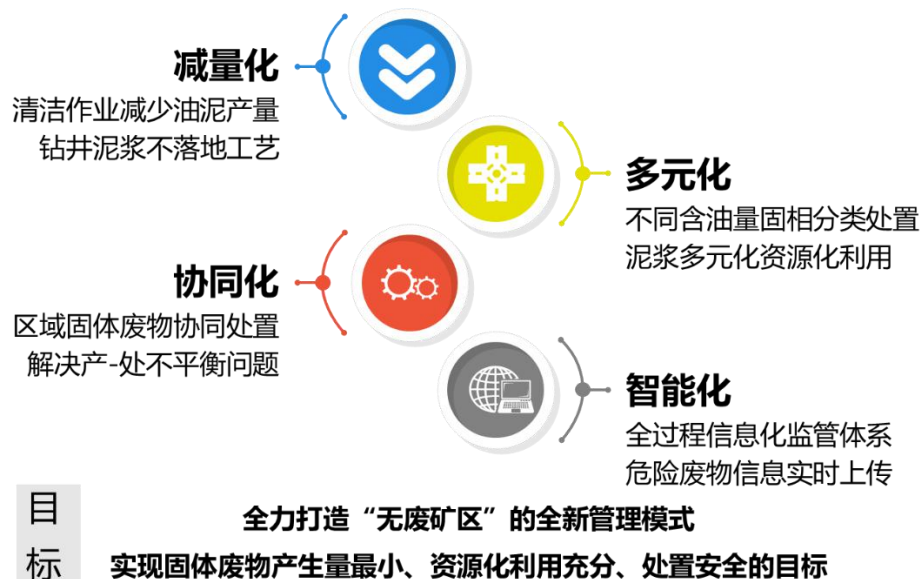 减量化
清洁作业减少油泥产量
钻井泥浆不落地工艺
多元化
不同含油量固相分类处置
泥浆多元化资源化利用
协同化
区域固体废物协同处置
解决产-处不平衡问题
智能化
全过程信息化监管体系
危险废物信息实时上传
目标
全力打造“无废矿区”的全新管理模式
实现固体废物产生量最小、资源化利用充分、处置安全的目标